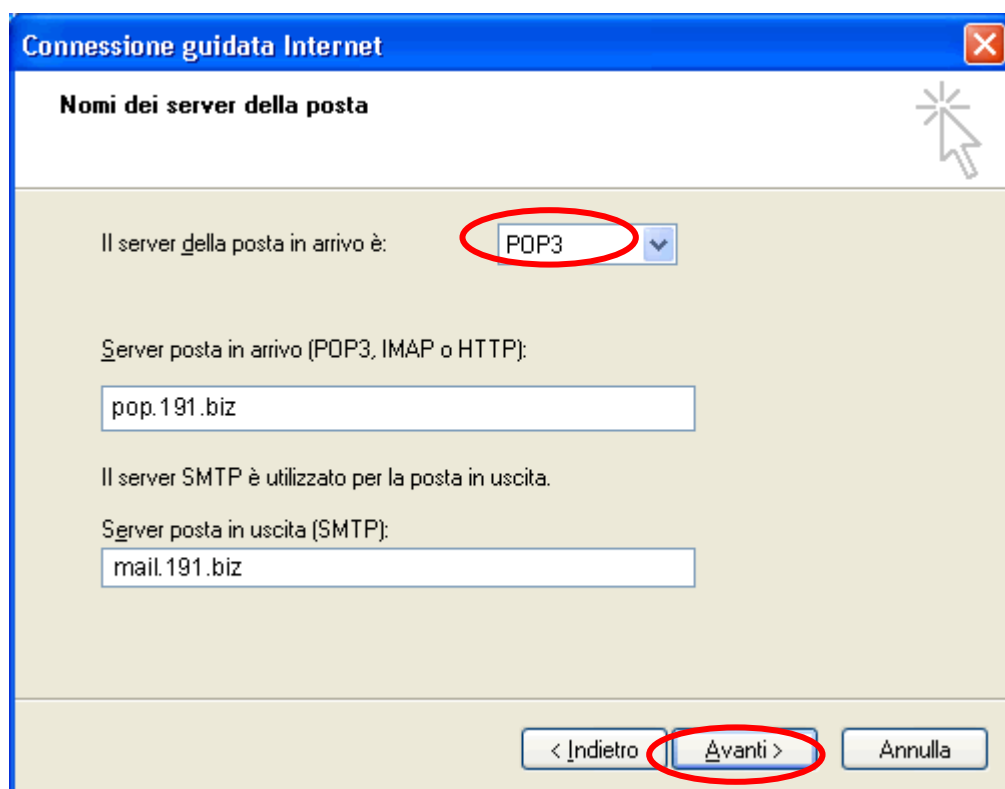 Connessione guidata Internet
Nomi dei server della posta
Il server della posta in arrivo è:
POP3
Server posta in arrivo (POP3, IMAP o HTTP):
pop.191.biz
Il server SMTP è utilizzato per la posta in uscita.
Server posta in uscita (SMTP):
mail.191.biz
< Indietro
Avanti >
Annulla